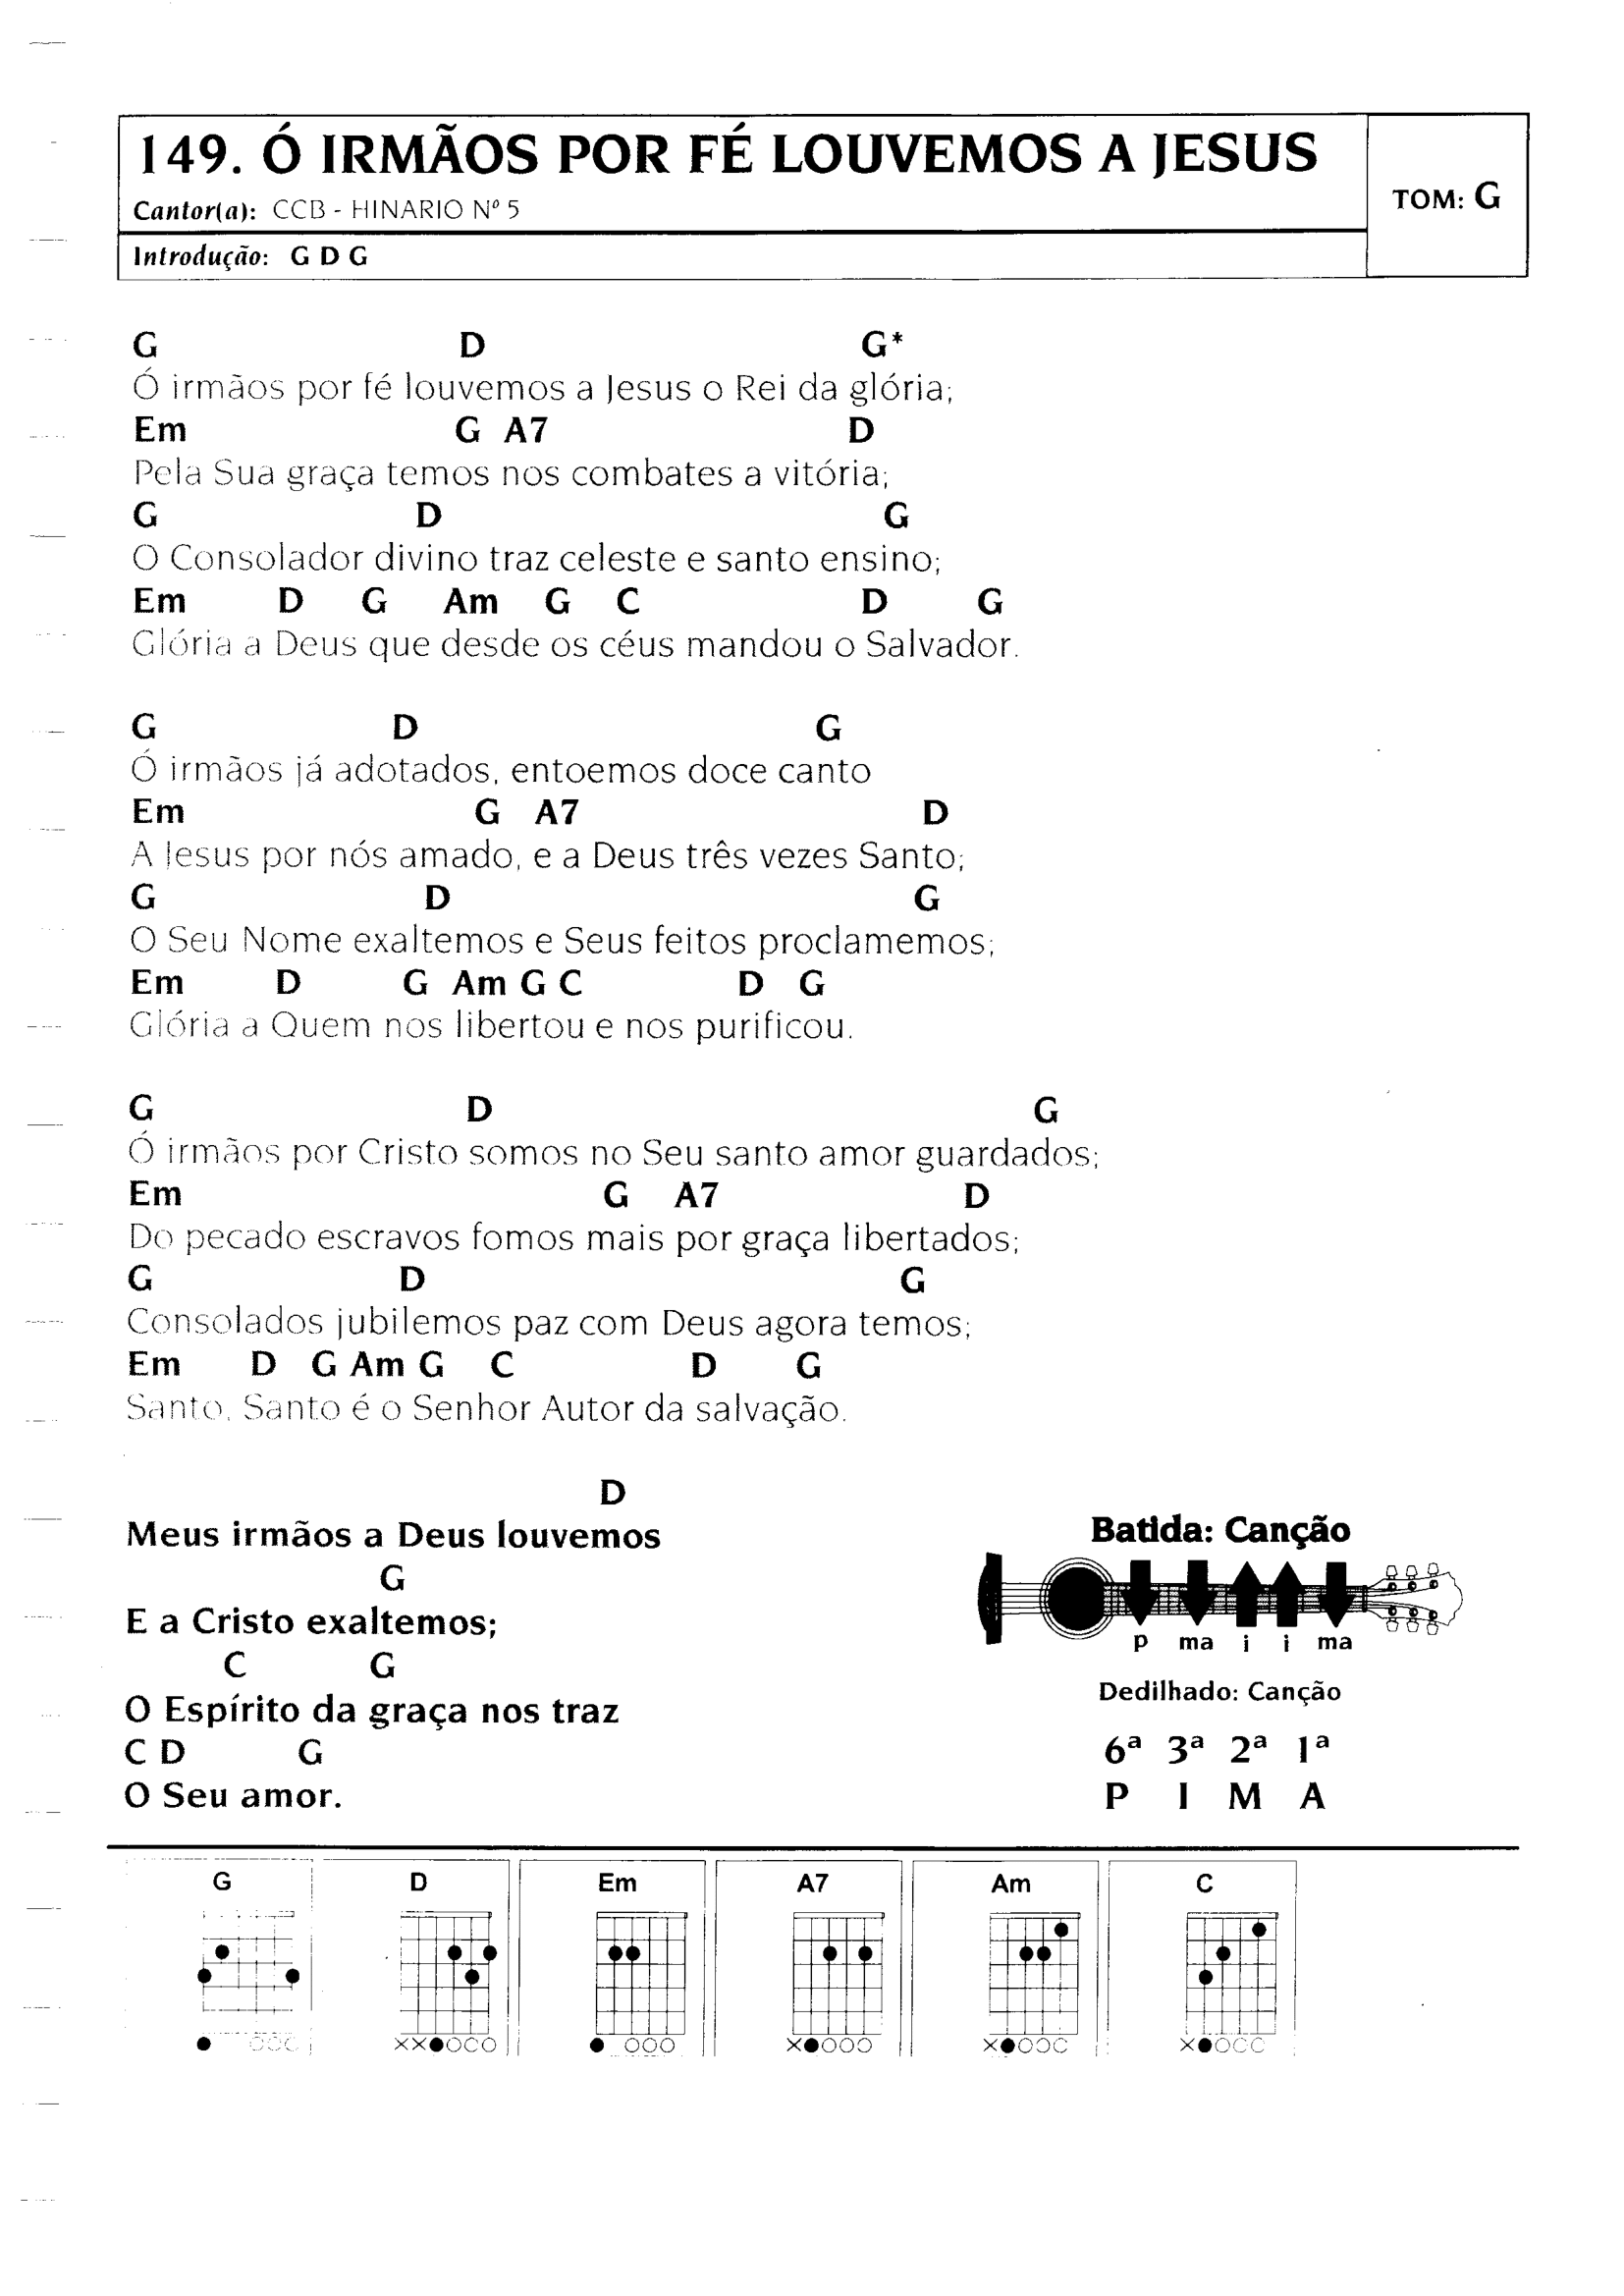 149. Ó IRMÃOS POR FÉ LOUVEMOS A JESUS
Cantor(a): CCB - HINARIO Nº 5
TOM: G
Introdução: G D G
G D G*
Ó irmãos por fé louvemos a Jesus o Rei da glória;
Em G A7 D
Pela Sua graça temos nos combates a vitória;
G D G
O Consolador divino traz celeste e santo ensino;
Em D G Am G C D G
Glória a Deus que desde os céus mandou o Salvador.
G D G
Ó irmãos já adotados, entoemos doce canto
Em G A7 D
A Jesus por nós amado, e a Deus três vezes Santo;
G D G
O Seu Nome exaltemos e Seus feitos proclamemos;
Em D G Am G C D G
Glória a Quem nos libertou e nos purificou.
G D G
Ó irmãos por Cristo somos no Seu santo amor guardados;
Em G A7 D
Do pecado escravos fomos mais por graça libertados;
G D G
Consolados jubilemos paz com Deus agora temos;
Em D G Am G C D G
Santo, Santo é o Senhor Autor da salvação.
D
Meus irmãos a Deus louvemos
G
E a Cristo exaltemos;
C G
O Espírito da graça nos traz
C D G
O Seu amor.
Batida: Canção
p ma i i ma
Dedilhado: Canção
6ª 3ª 2ª 1ª
P I M A
G D Em A7 Am C